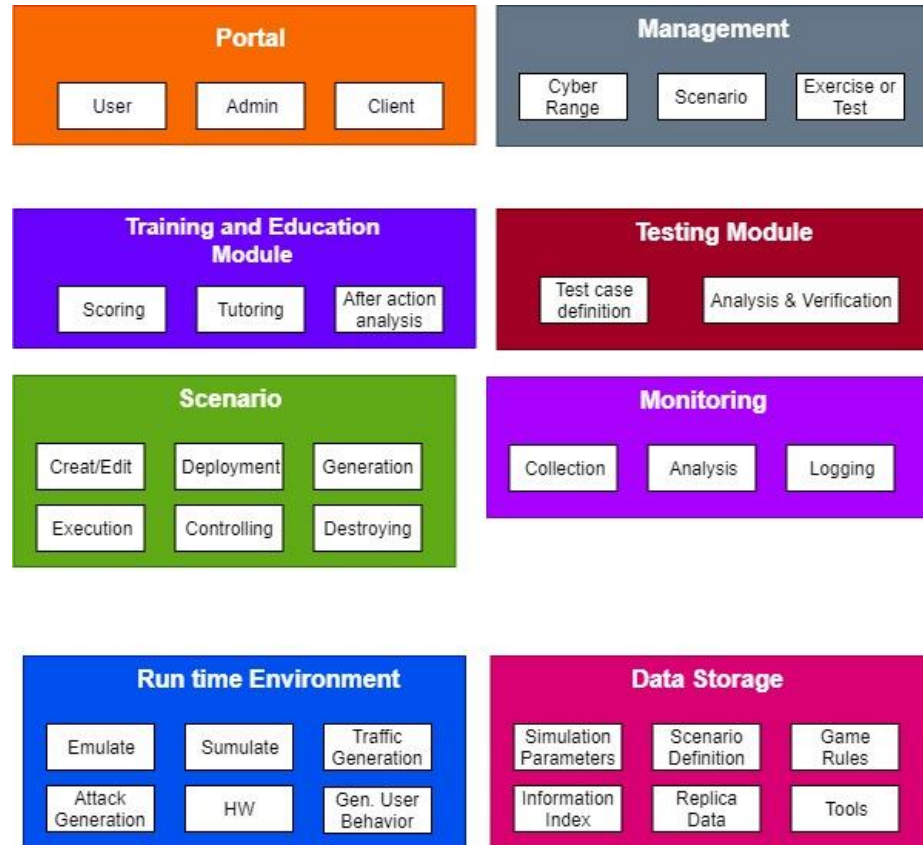 Portal
User
Admin
Client
Management
Cyber
Range
Scenario
Exercise or
Test
Training and Education
Module
Scoring
Tutoring
After action
analysis
Testing Module
Test case
definition
Analysis & Verification
Scenario
Creat/Edit
Deployment
Generation
Execution
Controlling
Destroying
Monitoring
Collection
Analysis
Logging
Run time Environment
Emulate
Sumulate
Traffic
Generation
Attack
Generation
HW
Gen. User
Behavior
Data Storage
Simulation
Parameters
Scenario
Definition
Game
Rules
Information
Index
Replica
Data
Tools